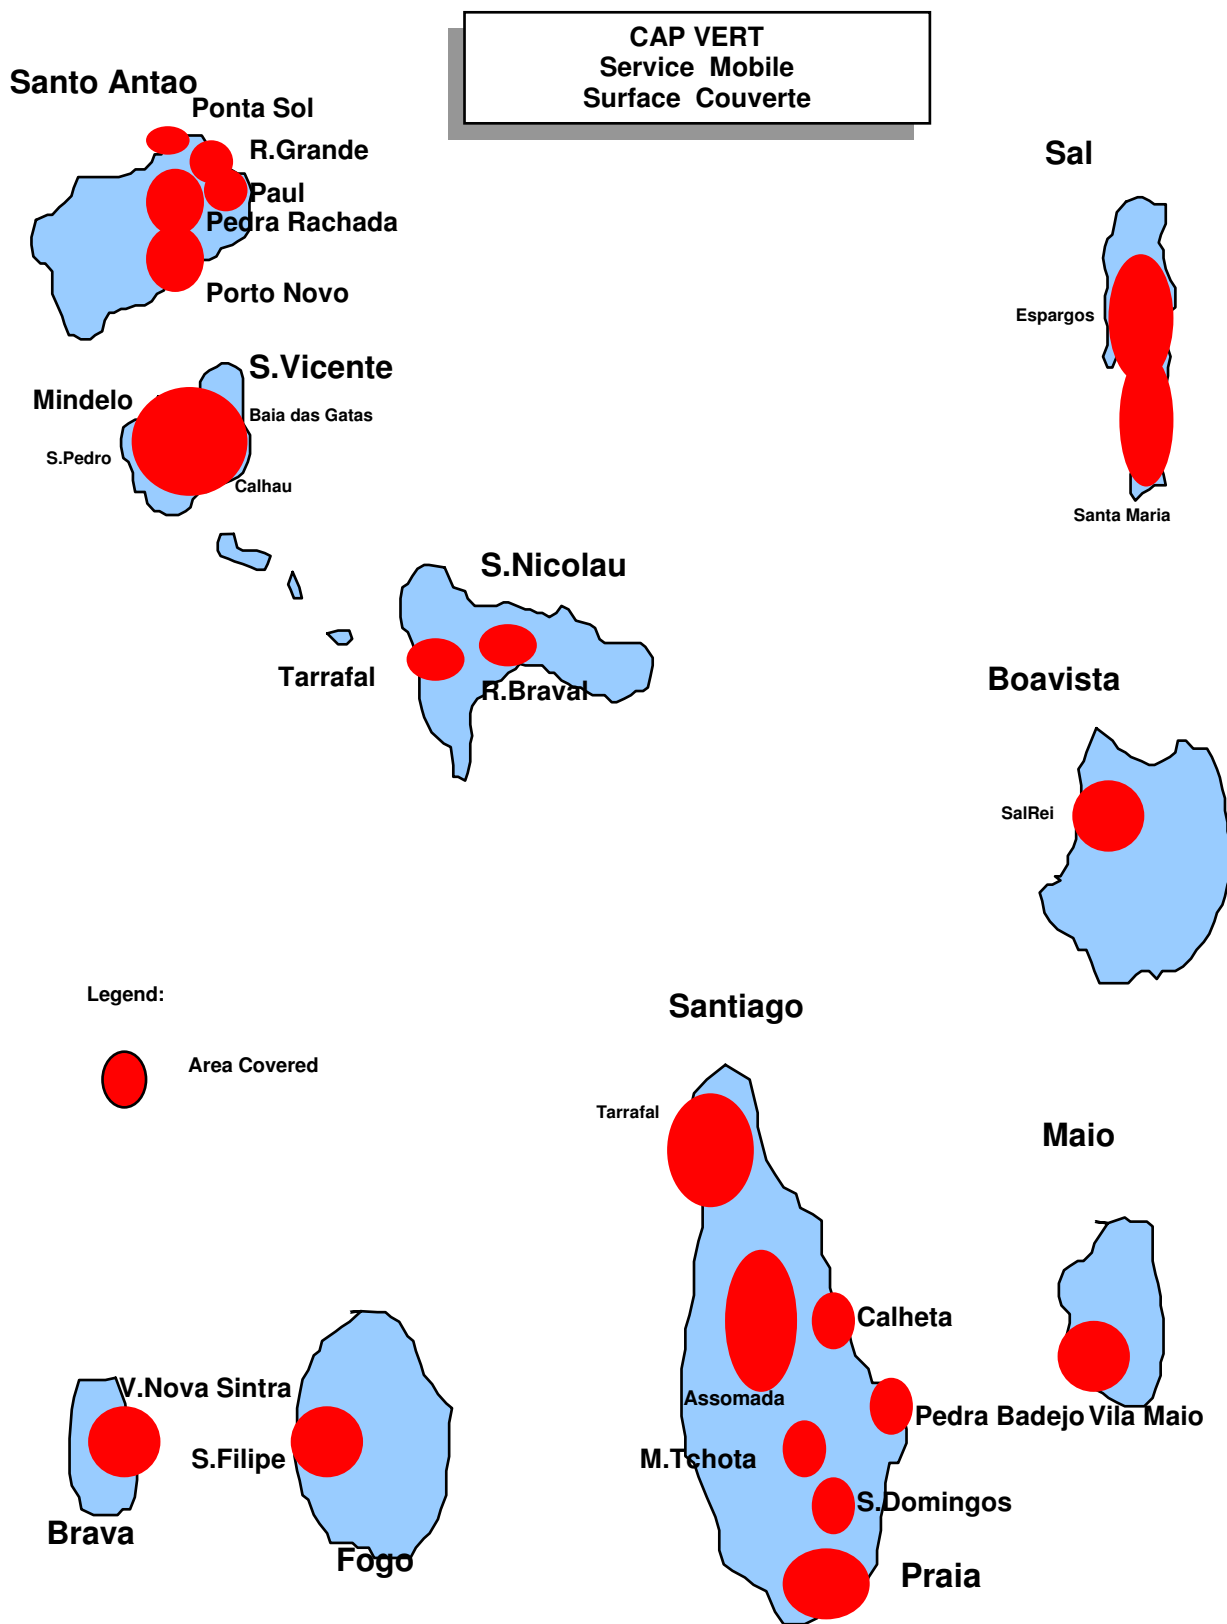 CAP VERT
Service Mobile
Surface Couverte
Santo Antao
Ponta Sol
R.Grande
Paul
Pedra Rachada
Porto Novo
Sal
Espargos
Santa Maria
S.Vicente
Mindelo
Baia das Gatas
S.Pedro
Calhau
S.Nicolau
Tarrafal
R.Braval
Boavista
SalRei
Legend:
Area Covered
Santiago
Tarrafal
Calheta
Assomada
Pedra Badejo
M.Tchota
S.Domingos
Praia
Maio
Vila Maio
V.Nova Sintra
S.Filipe
Brava
Fogo